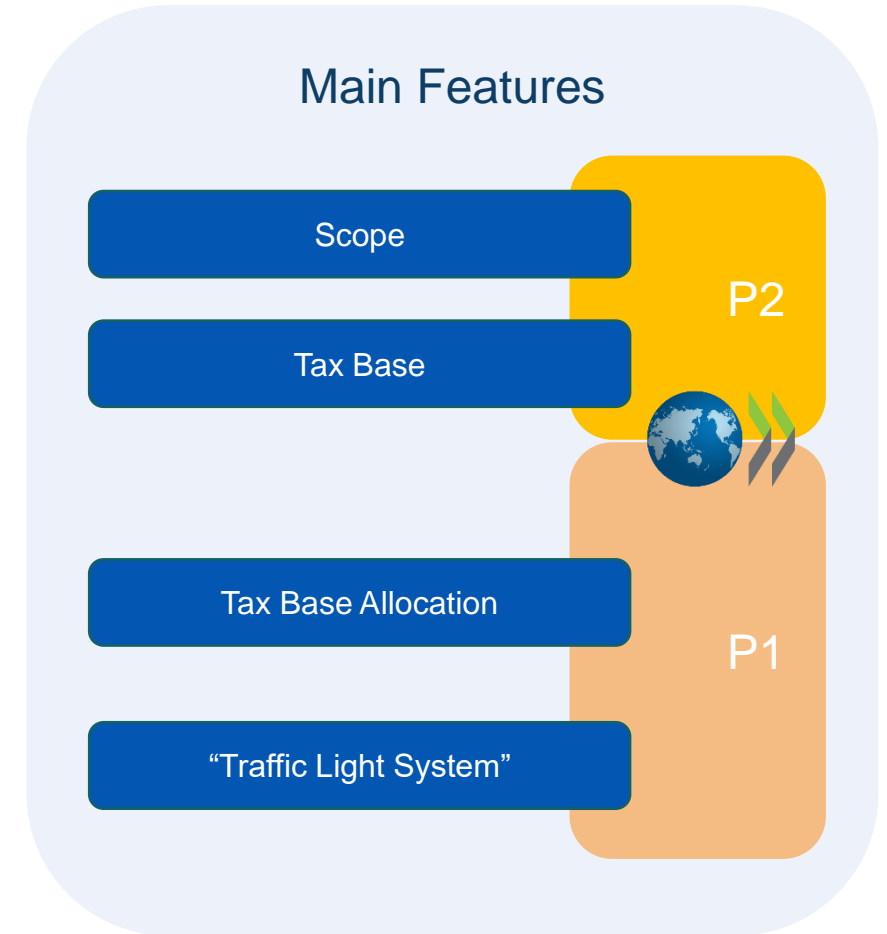 Main Features
Scope
P2
Tax Base
Tax Base Allocation
P1
“Traffic Light System”